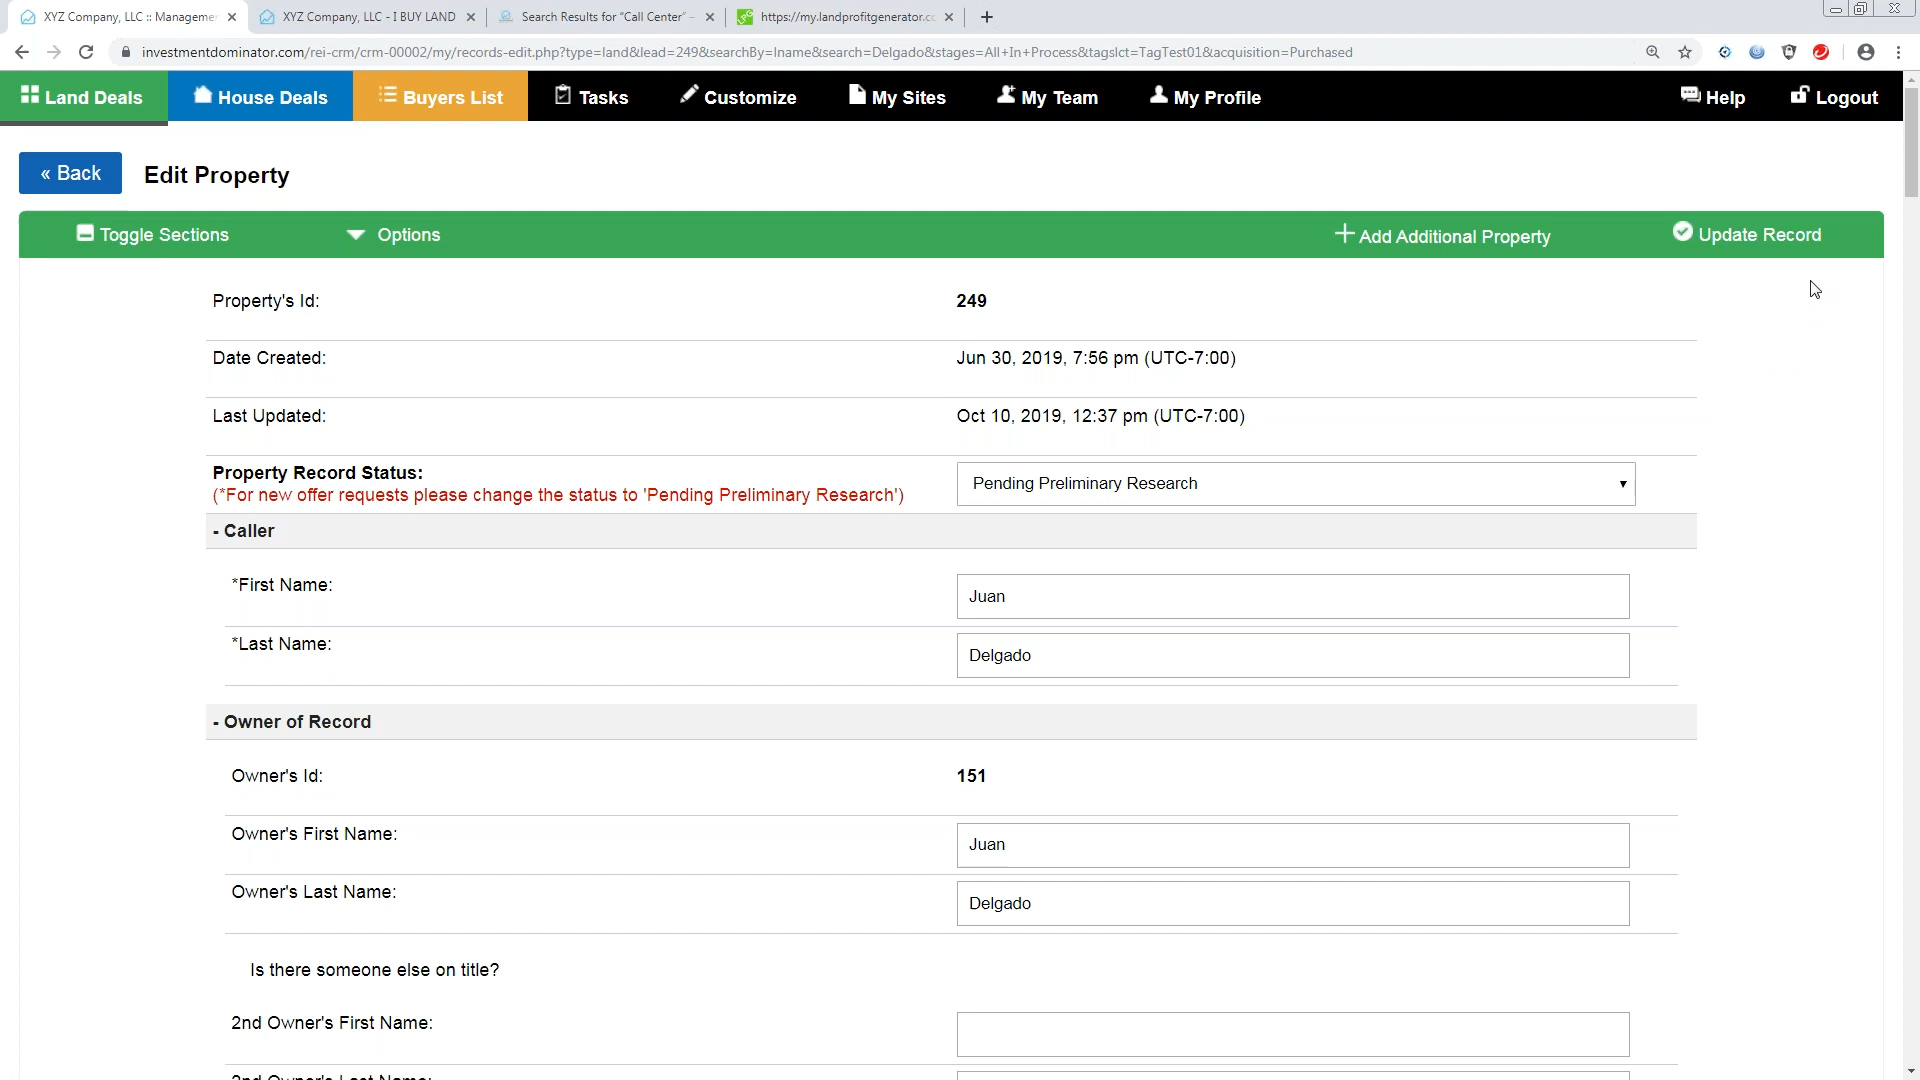 XYZ Company, LLC :: Managemer
XYZ Company, LLC - I BUY LAND
Search Results for "Call Center" -
https://my.landprofitgenerator.cc
investmentdominator.com/rei-crm/crm-00002/my/records-edit.php?type=land&lead=249&searchBy=lname&search=Delgado&stages=All+In+Process&tagslct=TagTest01&acquisition=Purchased
Land Deals
House Deals
Buyers List
Tasks
Customize
My Sites
My Team
My Profile
Help
Logout
« Back
Edit Property
Toggle Sections
Options
Add Additional Property
Update Record
Property's Id:
249
Date Created:
Jun 30, 2019, 7:56 pm (UTC-7:00)
Last Updated:
Oct 10, 2019, 12:37 pm (UTC-7:00)
Property Record Status:
(*For new offer requests please change the status to 'Pending Preliminary Research')
Pending Preliminary Research
- Caller
*First Name:
Juan
*Last Name:
Delgado
- Owner of Record
Owner's Id:
151
Owner's First Name:
Juan
Owner's Last Name:
Delgado
Is there someone else on title?
2nd Owner's First Name:
2nd Owner's Last Name: